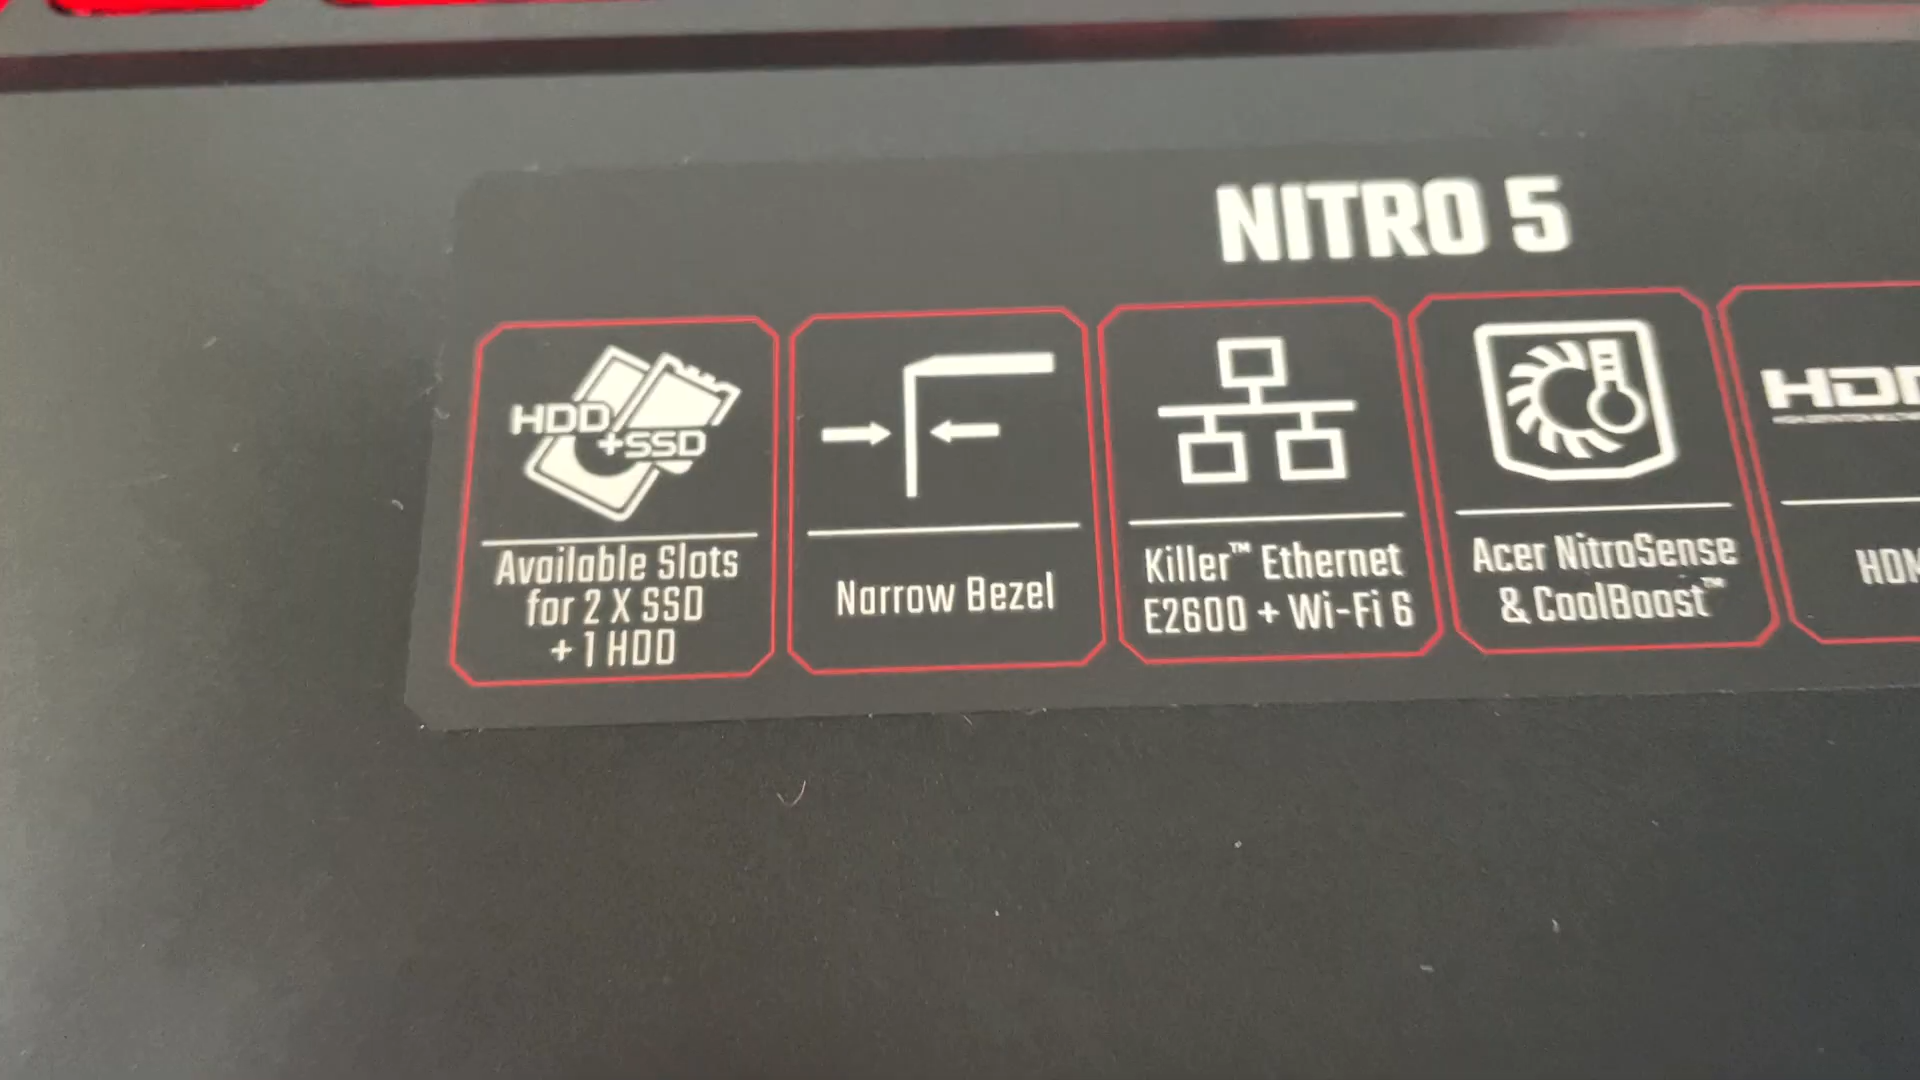 NITRO 5
HDD
+SSD
Available Slots
for 2 X SSD
+ 1 HDD
Narrow Bezel
Killer™ Ethernet
E2600 + Wi-Fi 6
Acer NitroSense
& CoolBoost™